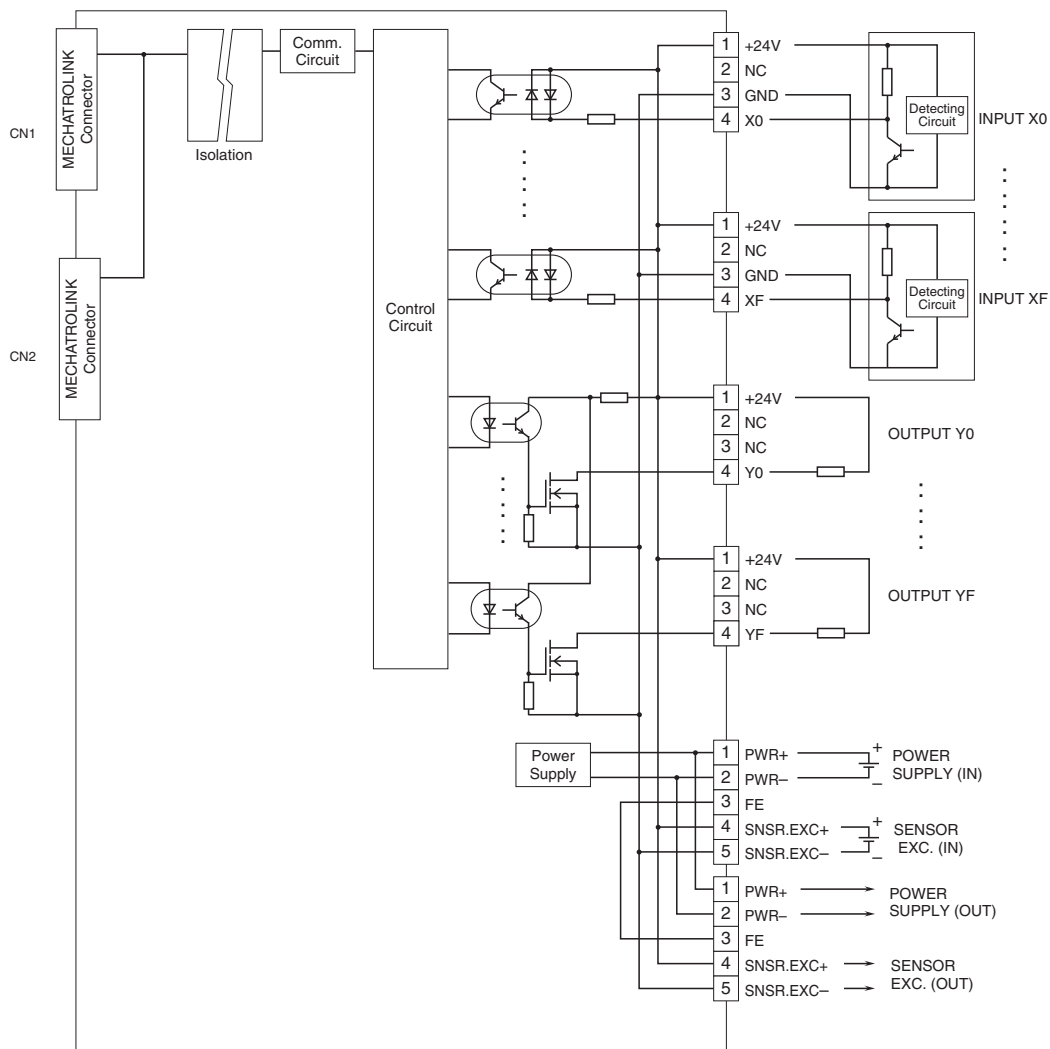 CN1
MECHATROLINK
Connector
Isolation
Comm.
Circuit
CN2
MECHATROLINK
Connector
Control
Circuit
1 +24V
2 NC
3 GND
4 X0
Detecting
Circuit
INPUT X0
1 +24V
2 NC
3 GND
4 XF
Detecting
Circuit
INPUT XF
1 +24V
2 NC
3 NC
4 Y0
OUTPUT Y0
1 +24V
2 NC
3 NC
4 YF
OUTPUT YF
Power
Supply
1 PWR+
2 PWR–
3 FE
4 SNSR.EXC+
5 SNSR.EXC–
+
–
POWER
SUPPLY (IN)
+
–
SENSOR
EXC. (IN)
1 PWR+
2 PWR–
3 FE
4 SNSR.EXC+
5 SNSR.EXC–
POWER
SUPPLY (OUT)
SENSOR
EXC. (OUT)